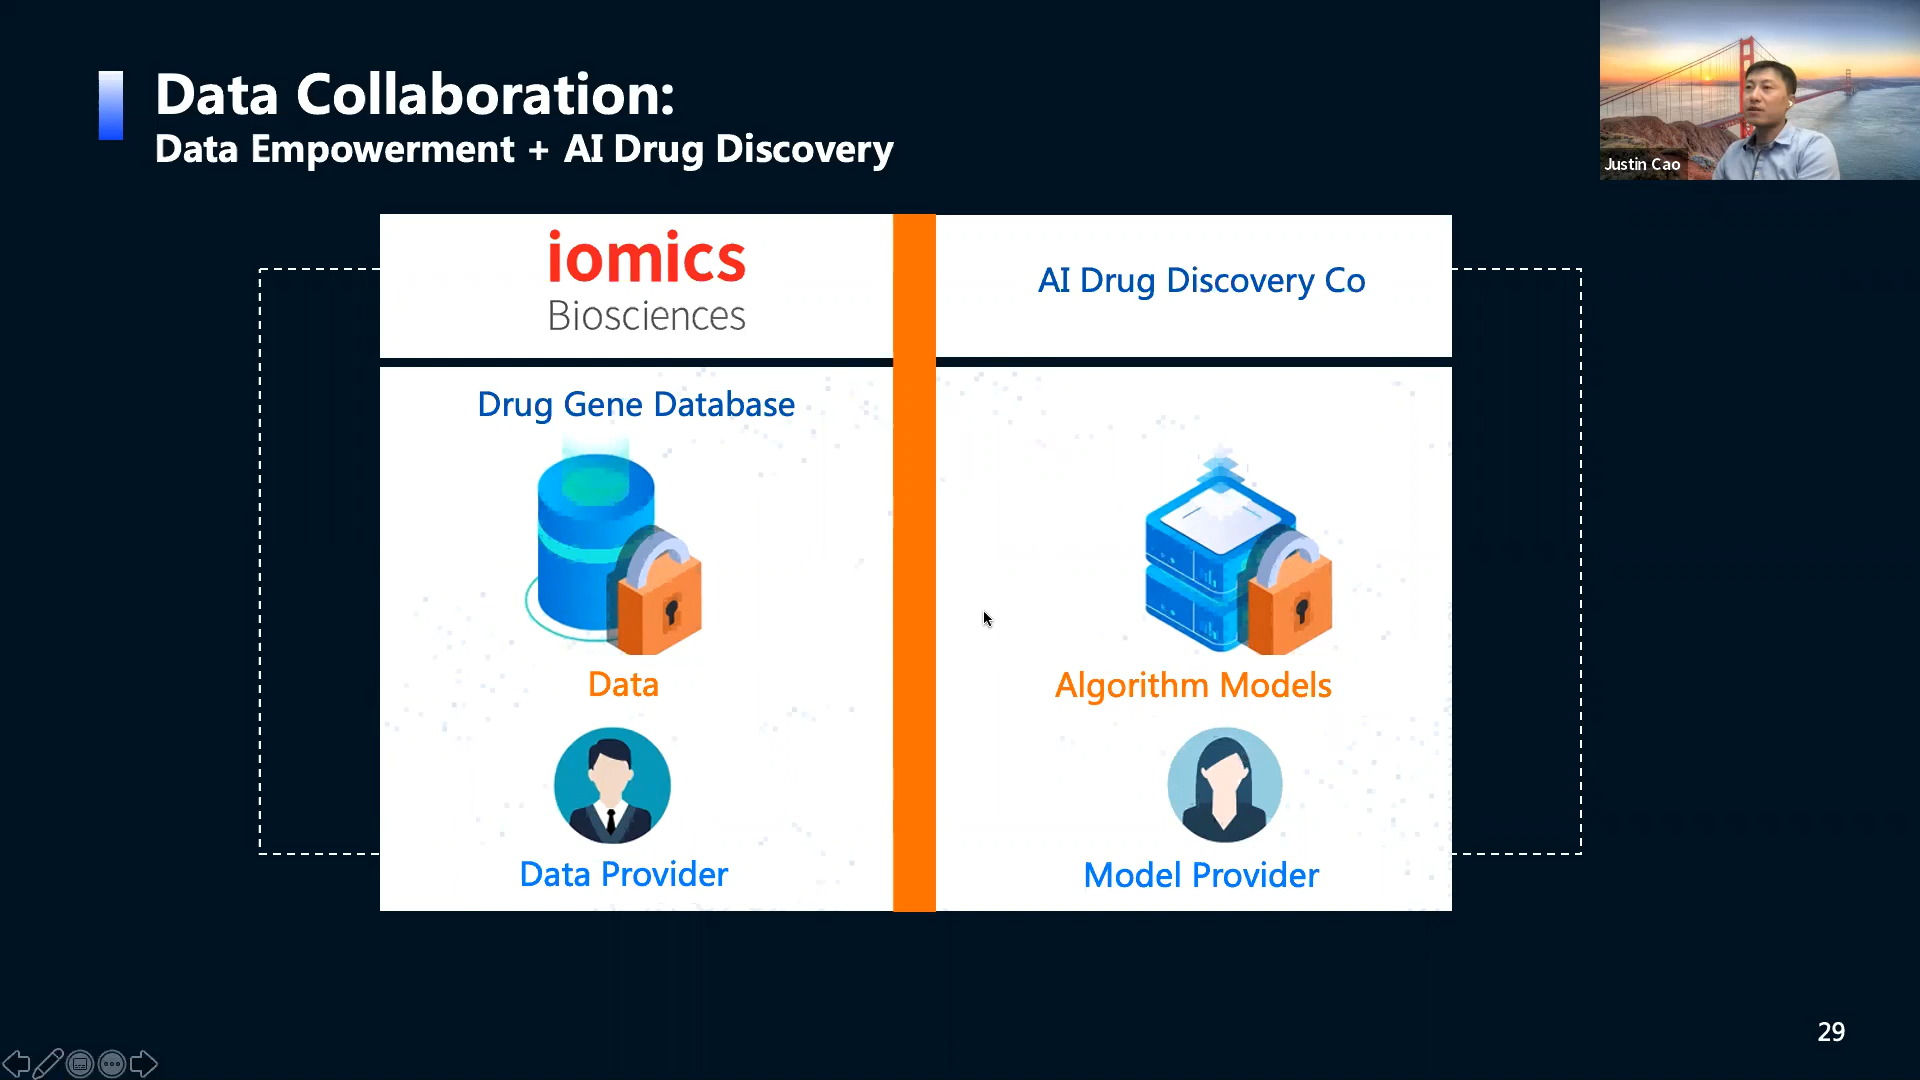 Data Collaboration:
Data Empowerment + AI Drug Discovery
Justin Cao
iomics
Biosciences
AI Drug Discovery Co
Drug Gene Database
Data
Algorithm Models
Data Provider
Model Provider
29